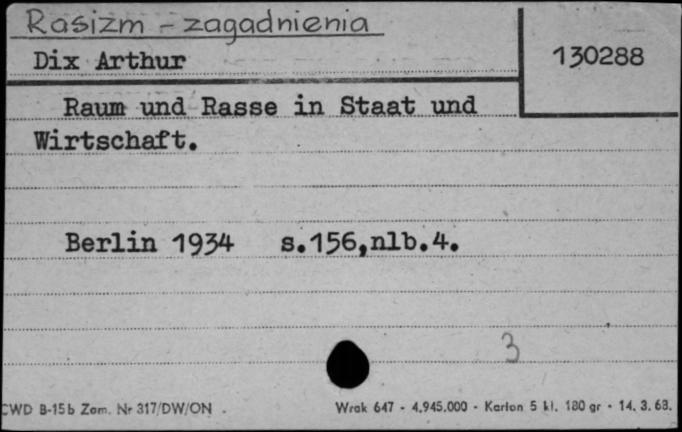 Rasizm - zagadnienia
Dix Arthur
130288
Raum und Rasse in Staat und
Wirtschaft.
Berlin 1934 s.156,nlb.4.
3
CWD B-15b Zam. Nr 317/DW/ON
Wrak 647 - 4.945.000 - Karton 5 kl. 180 gr - 14. 3. 63.